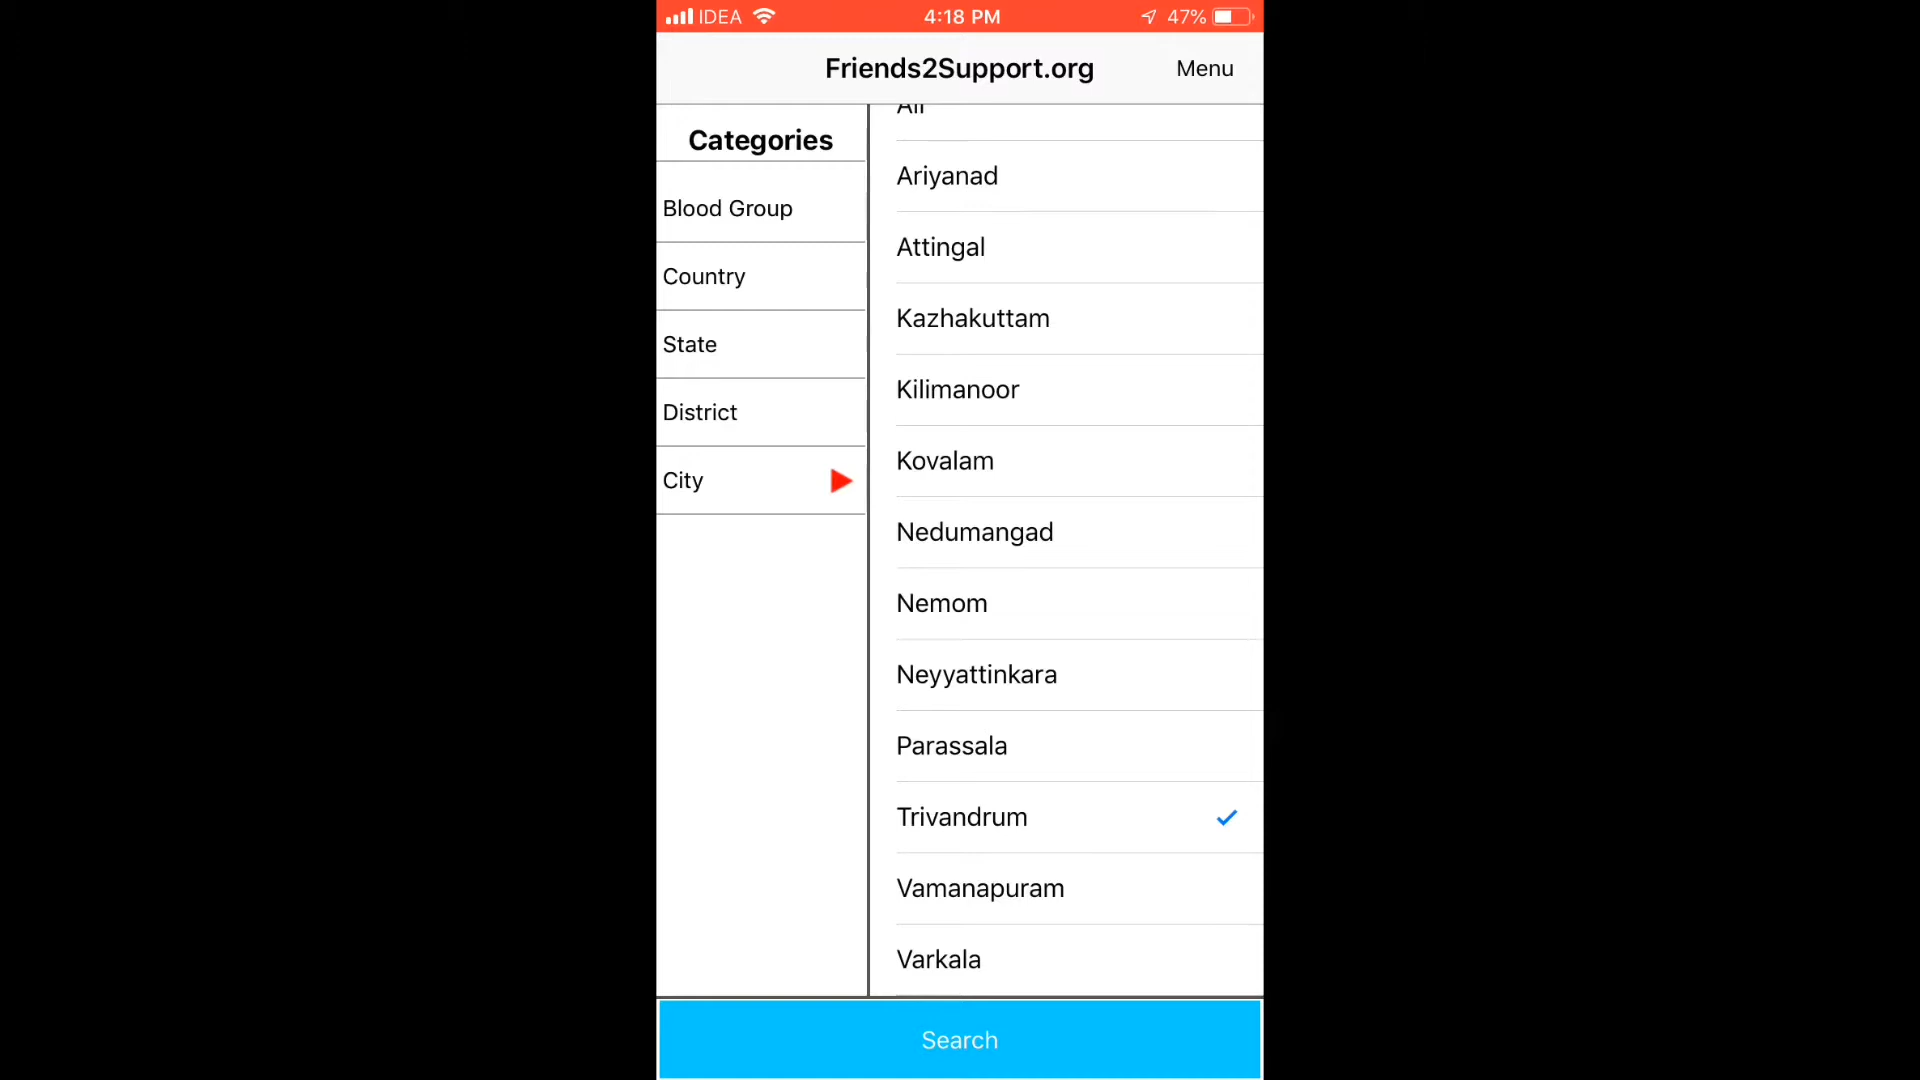 IDEA 4:18 PM 47%
Friends2Support.org Menu
Categories
Blood Group
Country
State
District
City
All
Ariyanad
Attingal
Kazhakuttam
Kilimanoor
Kovalam
Nedumangad
Nemom
Neyyattinkara
Parassala
Trivandrum
Vamanapuram
Varkala
Search